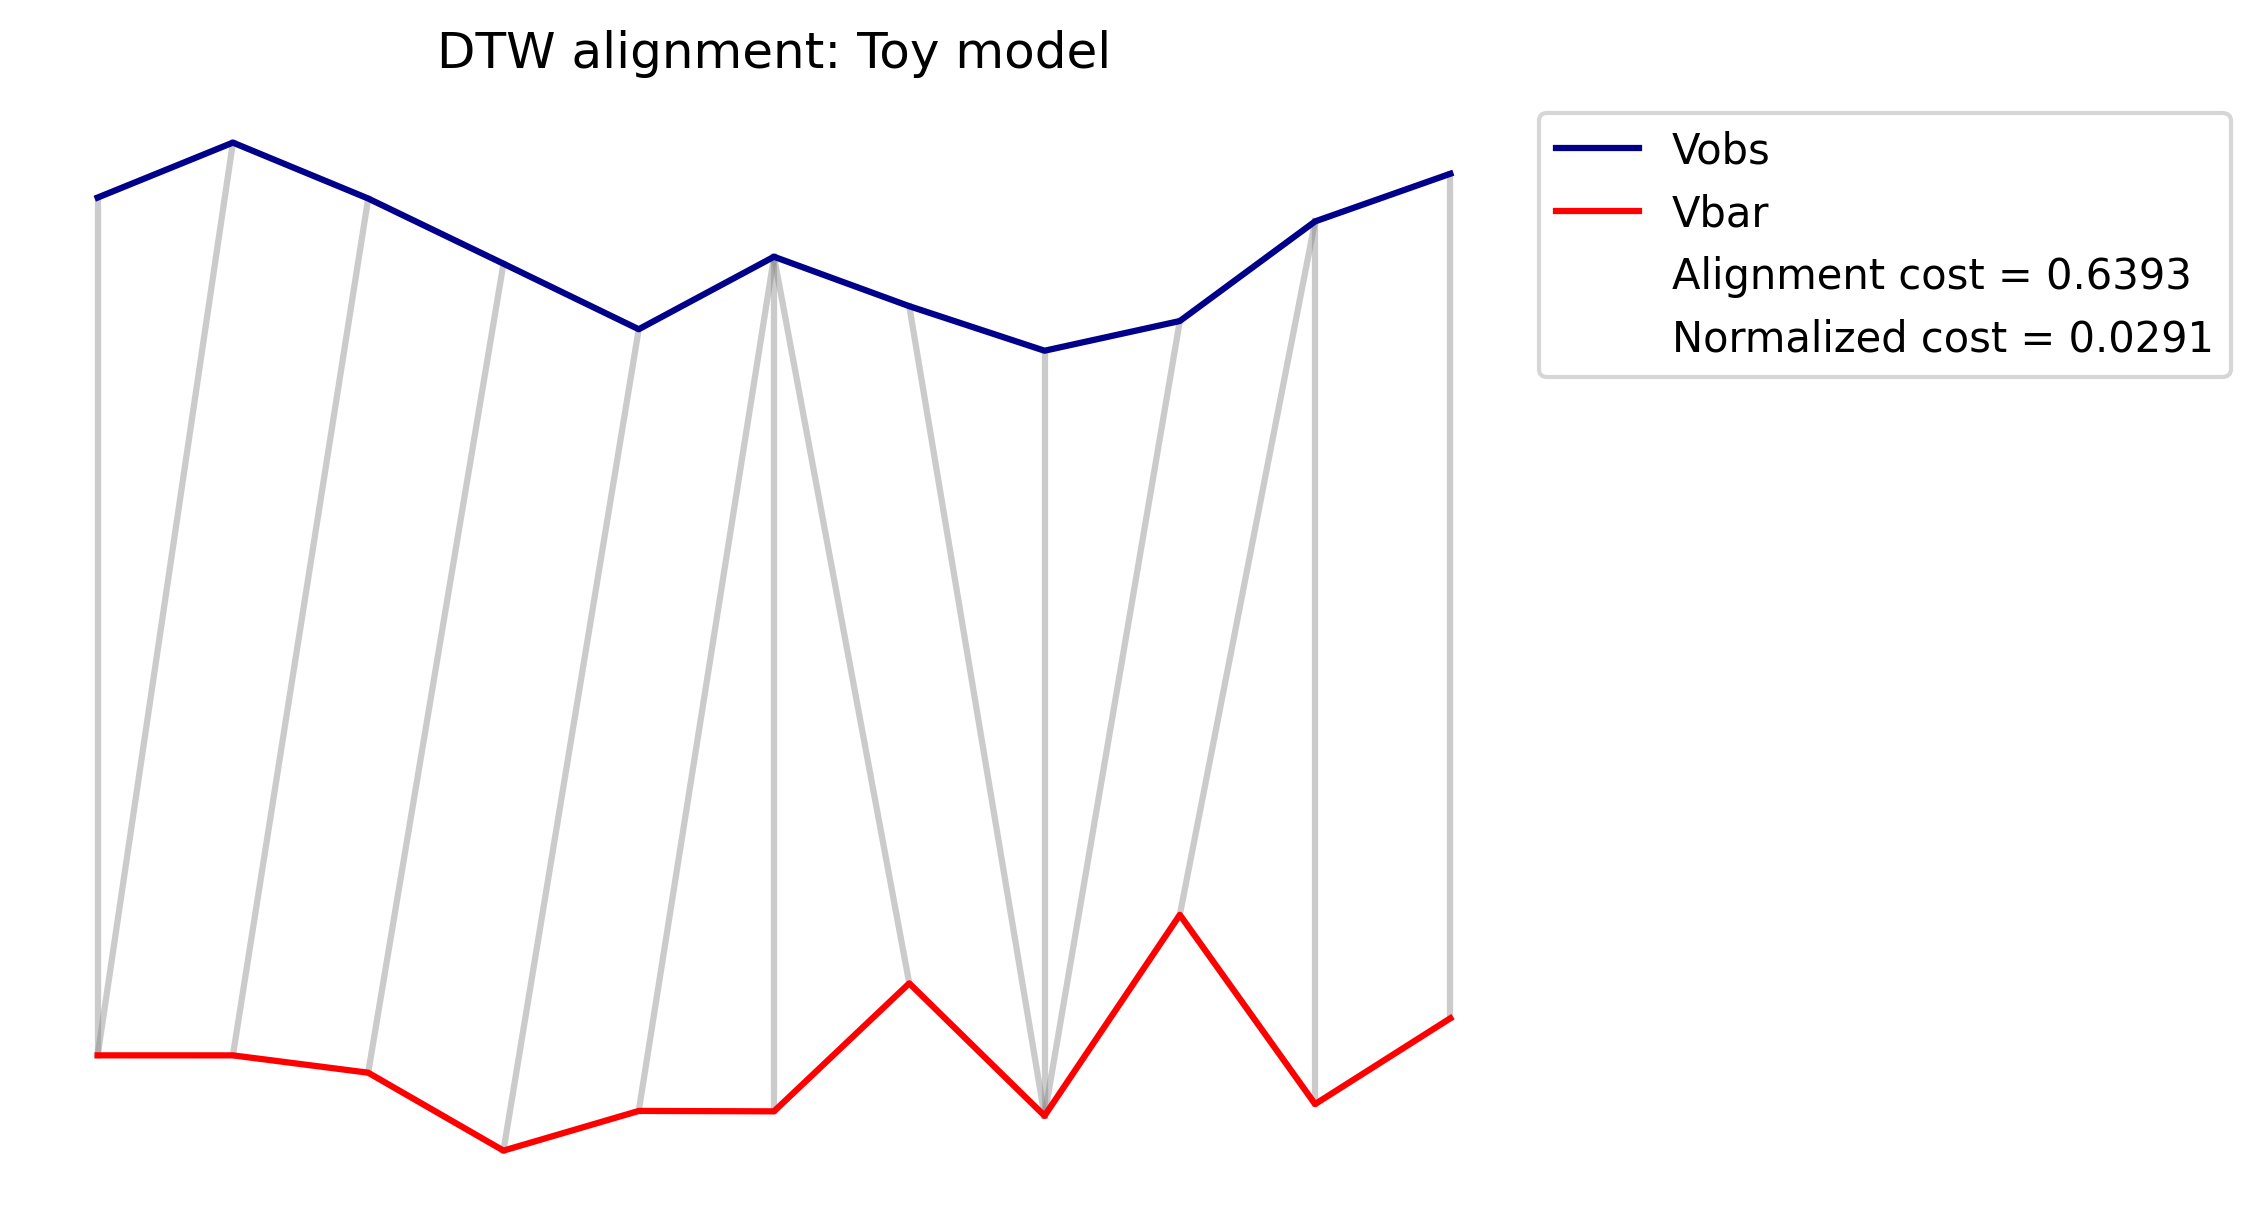 DTW alignment: Toy model
Vobs
Vbar
Alignment cost = 0.6393
Normalized cost = 0.0291